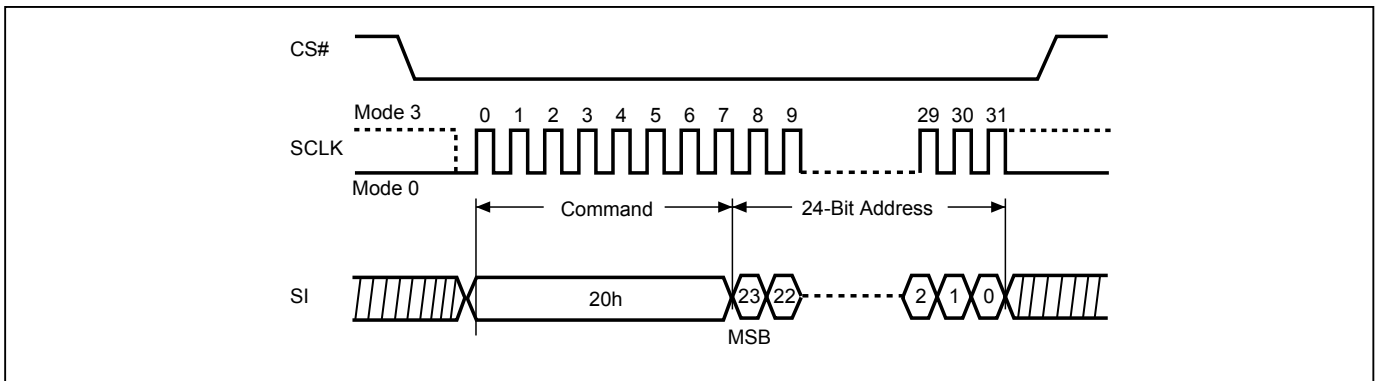 CS#
Mode 3
0 1 2 3 4 5 6 7 8 9 29 30 31
SCLK
Mode 0
Command 24-Bit Address
SI 20h 23 22 2 1 0
MSB